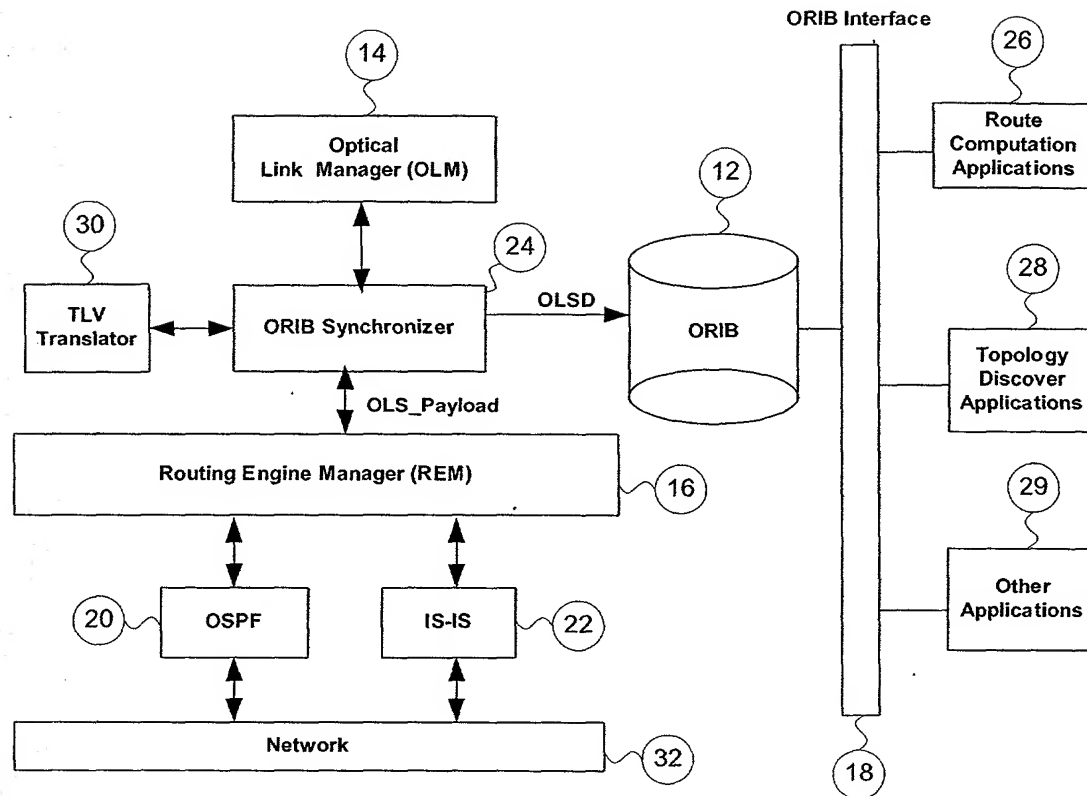 ORIB Interface
14
26
Optical
Link Manager (OLM)
Route
Computation
Applications
12
30
24
28
TLV
Translator
ORIB Synchronizer
OLSD
ORIB
Topology
Discover
Applications
OLS_Payload
Routing Engine Manager (REM)
16
29
20
OSPF
IS-IS
22
Other
Applications
Network
32
18